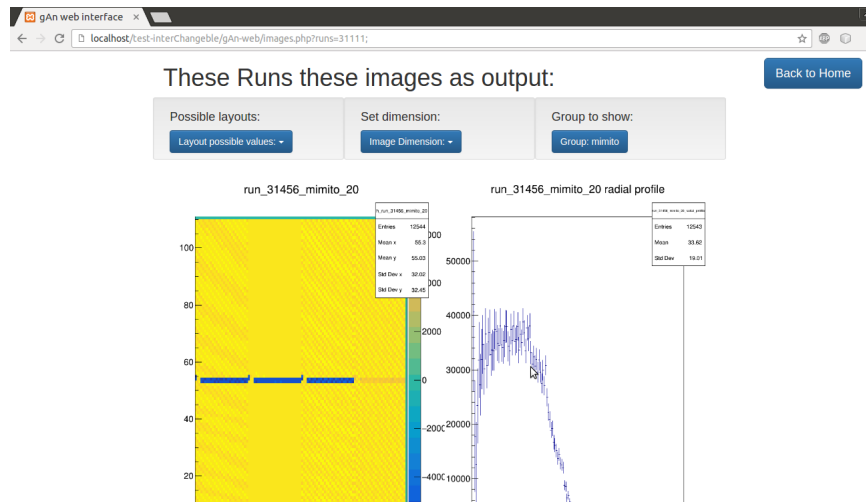 gAn web interface
localhost/test-interChangeble/gAn-web/images.php?runs=31111;
These Runs these images as output:
Back to Home
Possible layouts:
Set dimension:
Group to show:
Layout possible values:
Image Dimension:
Group: mimito
run_31456_mimito_20
h_run_31456_mimito_20
Entries 12544
Mean x 55.3
Mean y 55.03
Std Dev x 32.02
Std Dev y 32.45
100
80
60
40
20
000
000
2000
0
-2000
-4000
run_31456_mimito_20 radial profile
Entries 12543
Mean 33.62
Std Dev 19.01
50000
40000
30000
20000
10000